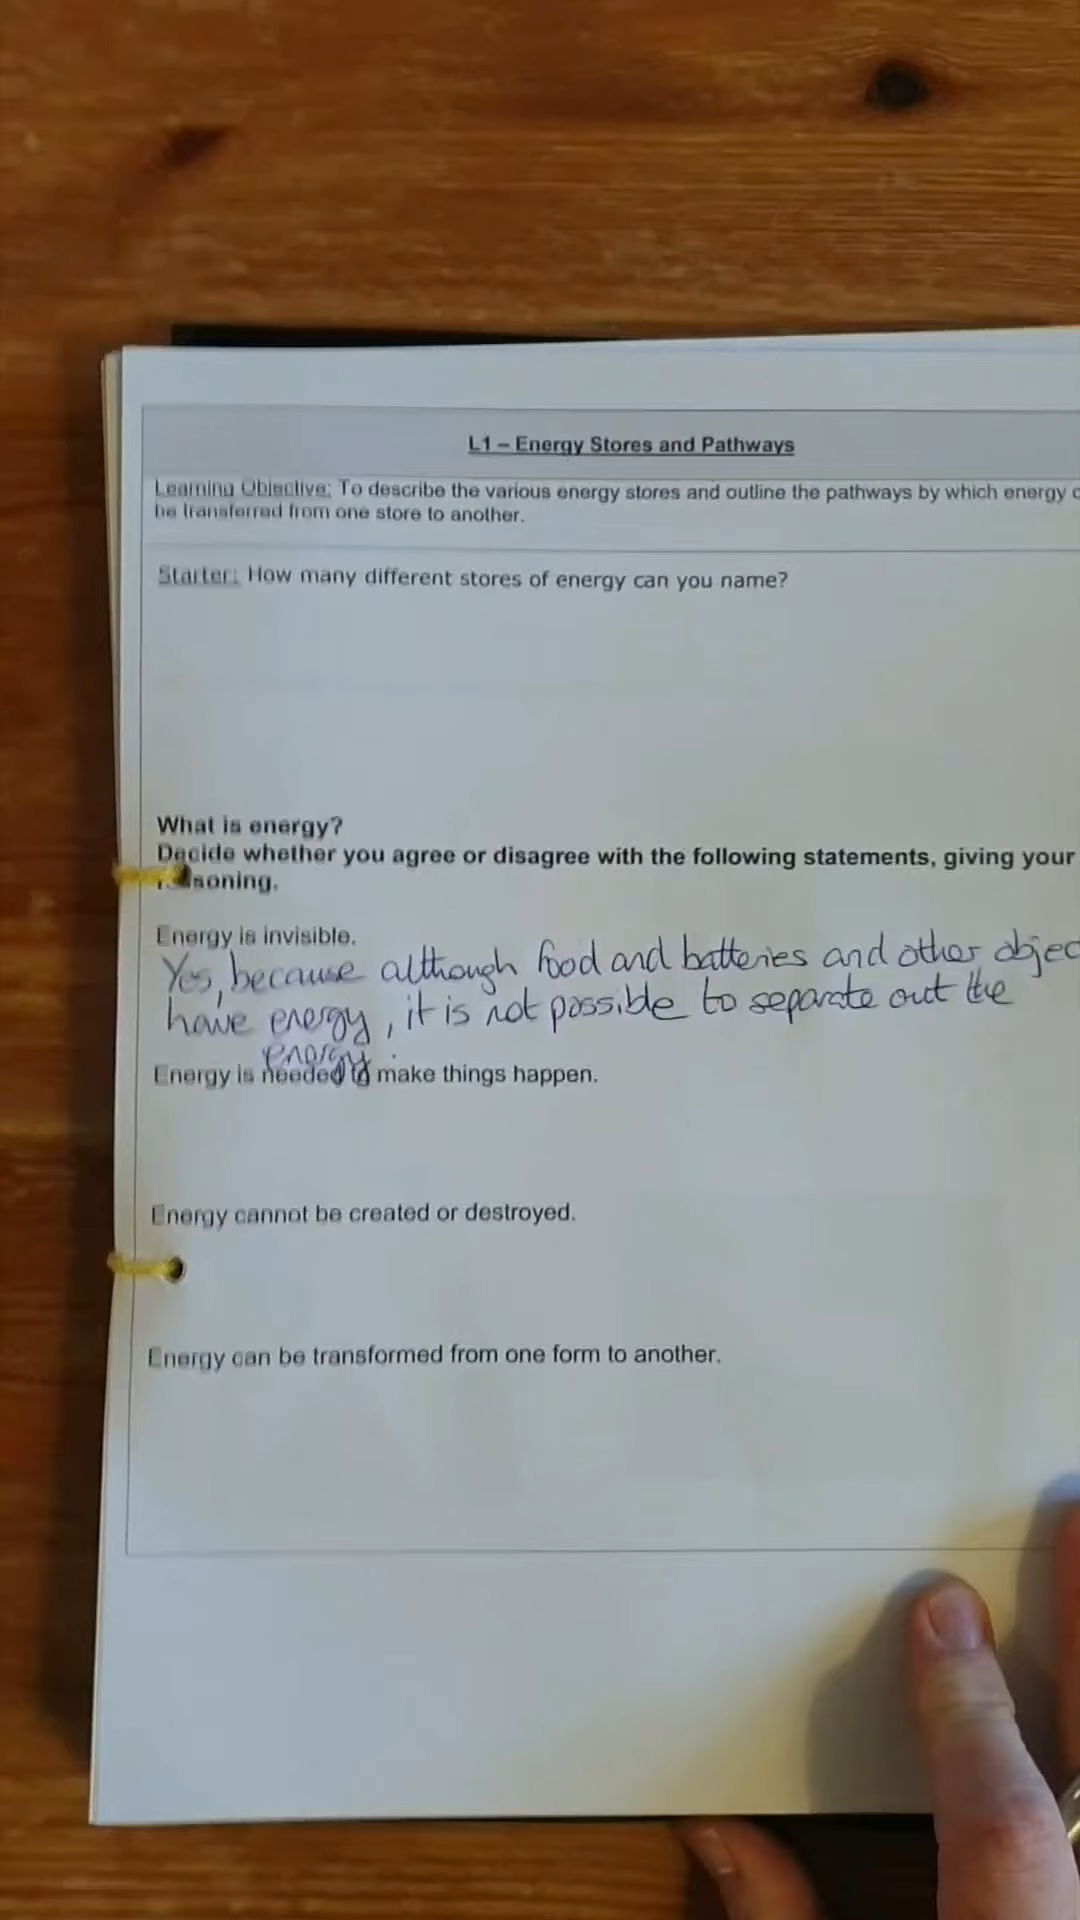 L1 – Energy Stores and Pathways
Learning Objective: To describe the various energy stores and outline the pathways by which energy
be transferred from one store to another.
Starter: How many different stores of energy can you name?
What is energy?
Decide whether you agree or disagree with the following statements, giving your
reasoning.
Energy is invisible.
Yes, because although food and batteries and other objec
have energy, it is not possible to separate out the
energy.
Energy is needed to make things happen.
Energy cannot be created or destroyed.
Energy can be transformed from one form to another.